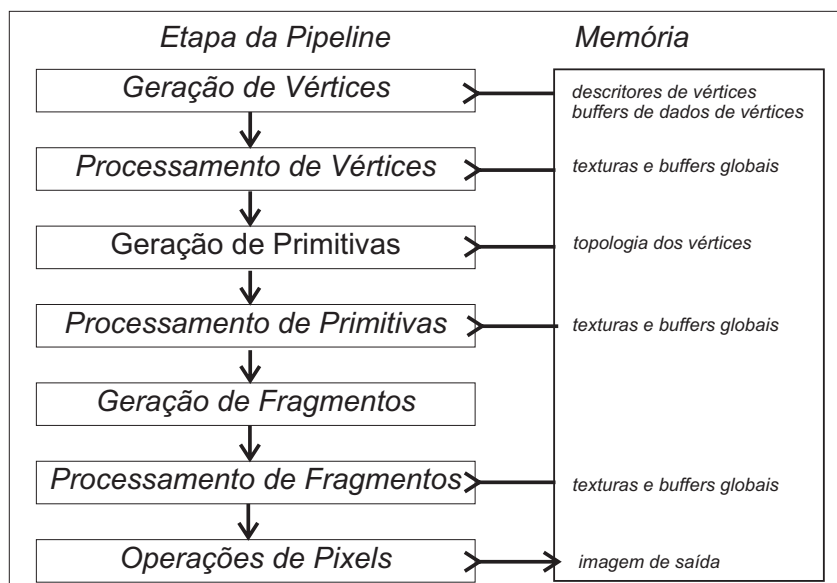 Etapa da Pipeline
Memória
Geração de Vértices
descritores de vértices
buffers de dados de vértices
Processamento de Vértices
texturas e buffers globais
Geração de Primitivas
topologia dos vértices
Processamento de Primitivas
texturas e buffers globais
Geração de Fragmentos
Processamento de Fragmentos
texturas e buffers globais
Operações de Pixels
imagem de saída